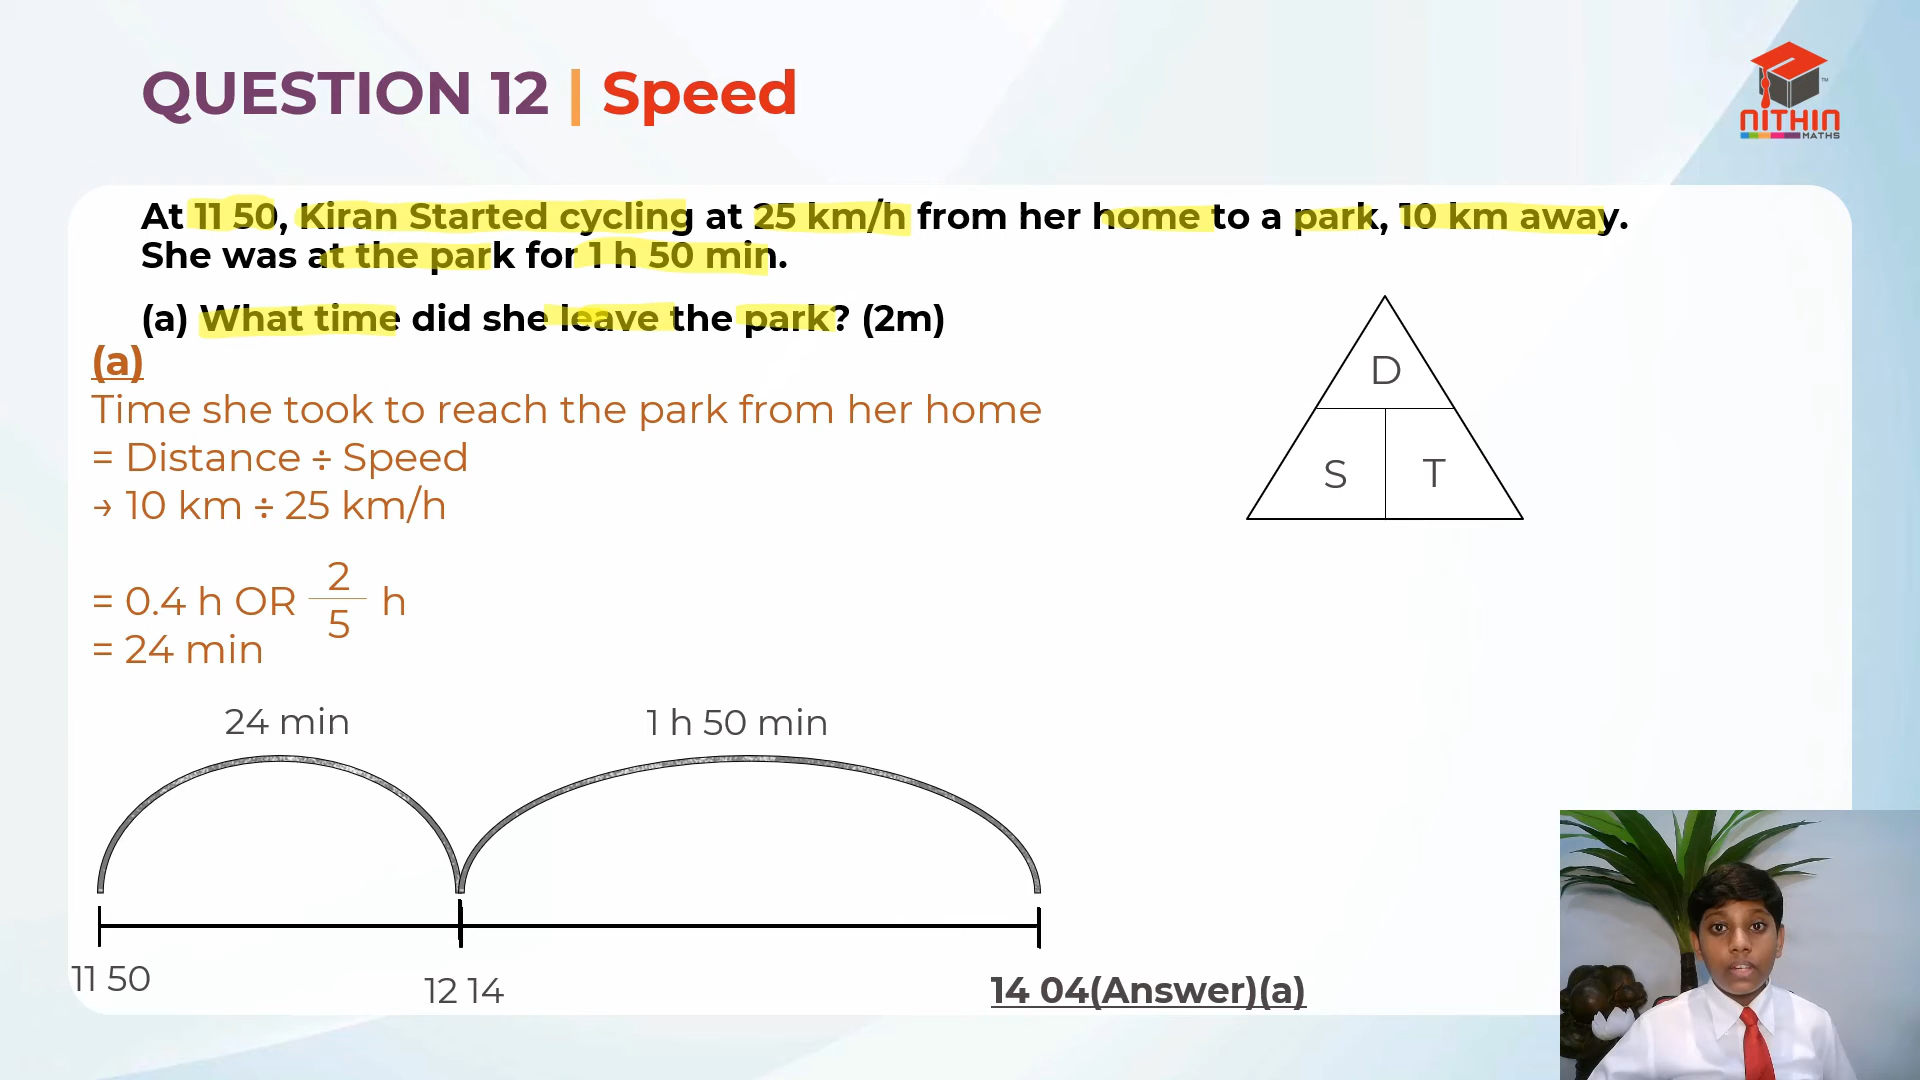 QUESTION 12 | Speed
NITHIN
MATHS
TM
At 11 50, Kiran Started cycling at 25 km/h from her home to a park, 10 km away.
She was at the park for 1 h 50 min.
(a) What time did she leave the park? (2m)
(a)
Time she took to reach the park from her home
= Distance ÷ Speed
→ 10 km ÷ 25 km/h
= 0.4 h OR 2/5 h
= 24 min
D
S T
24 min 1 h 50 min
11 50 12 14 14 04(Answer)(a)